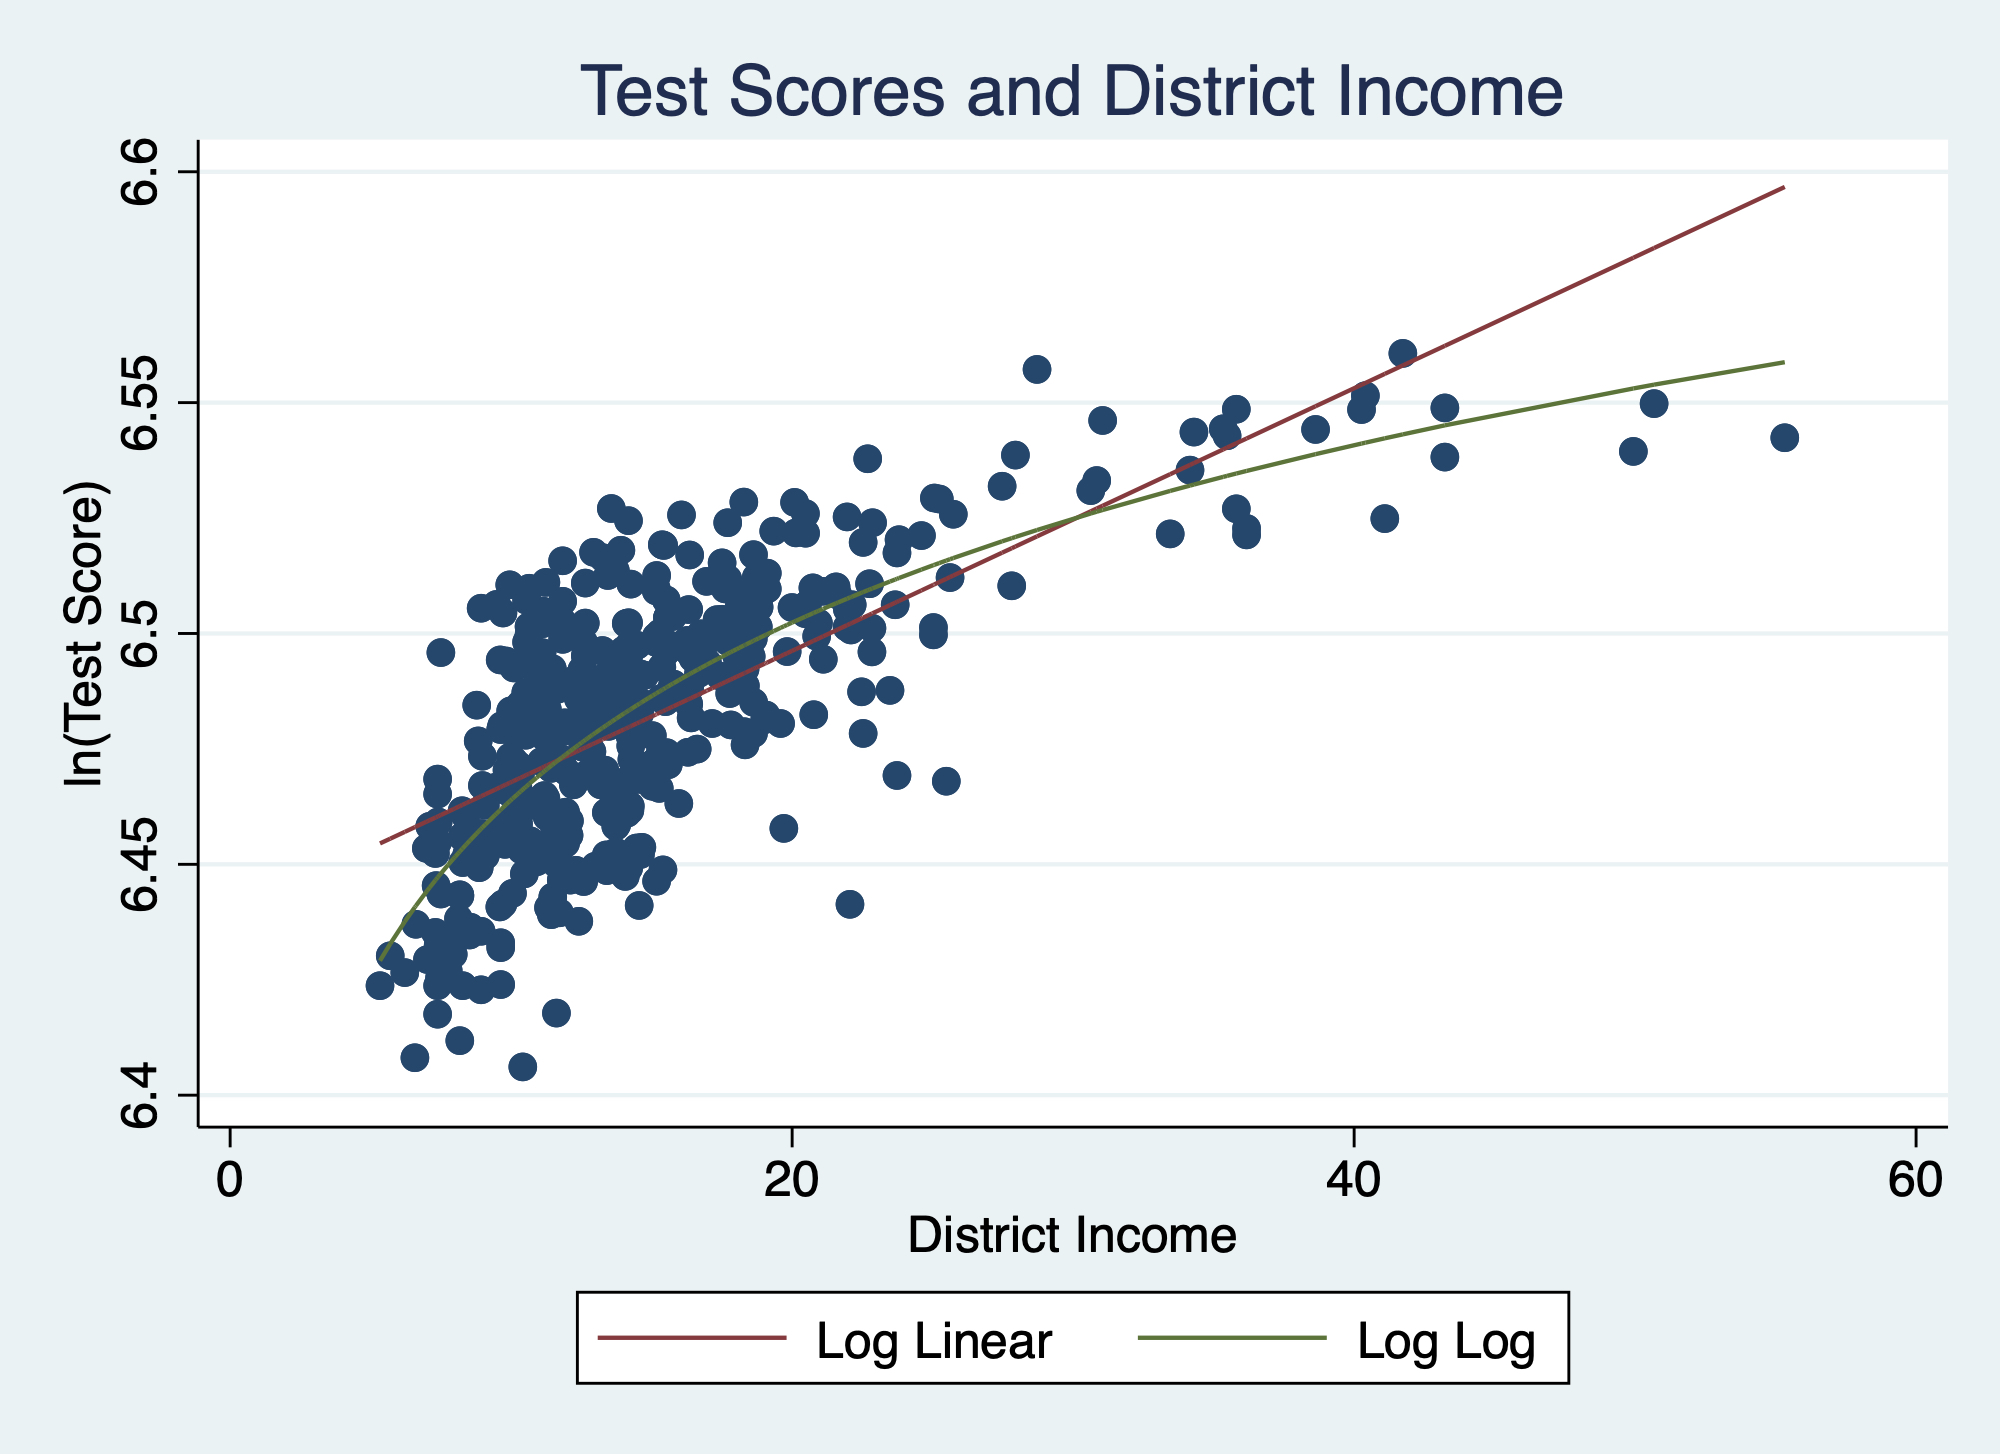 Test Scores and District Income
ln(Test Score)
6.6
6.55
6.5
6.45
6.4
0 20 40 60
District Income
Log Linear Log Log